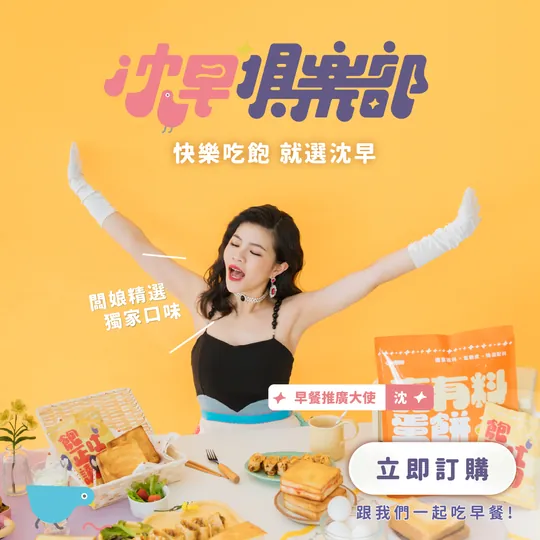 沈早俱樂部
快樂吃飽 就選沈早
闆娘精選
獨家口味
早餐推廣大使 沈
有料
蛋餅
飽
立即訂購
跟我們一起吃早餐!